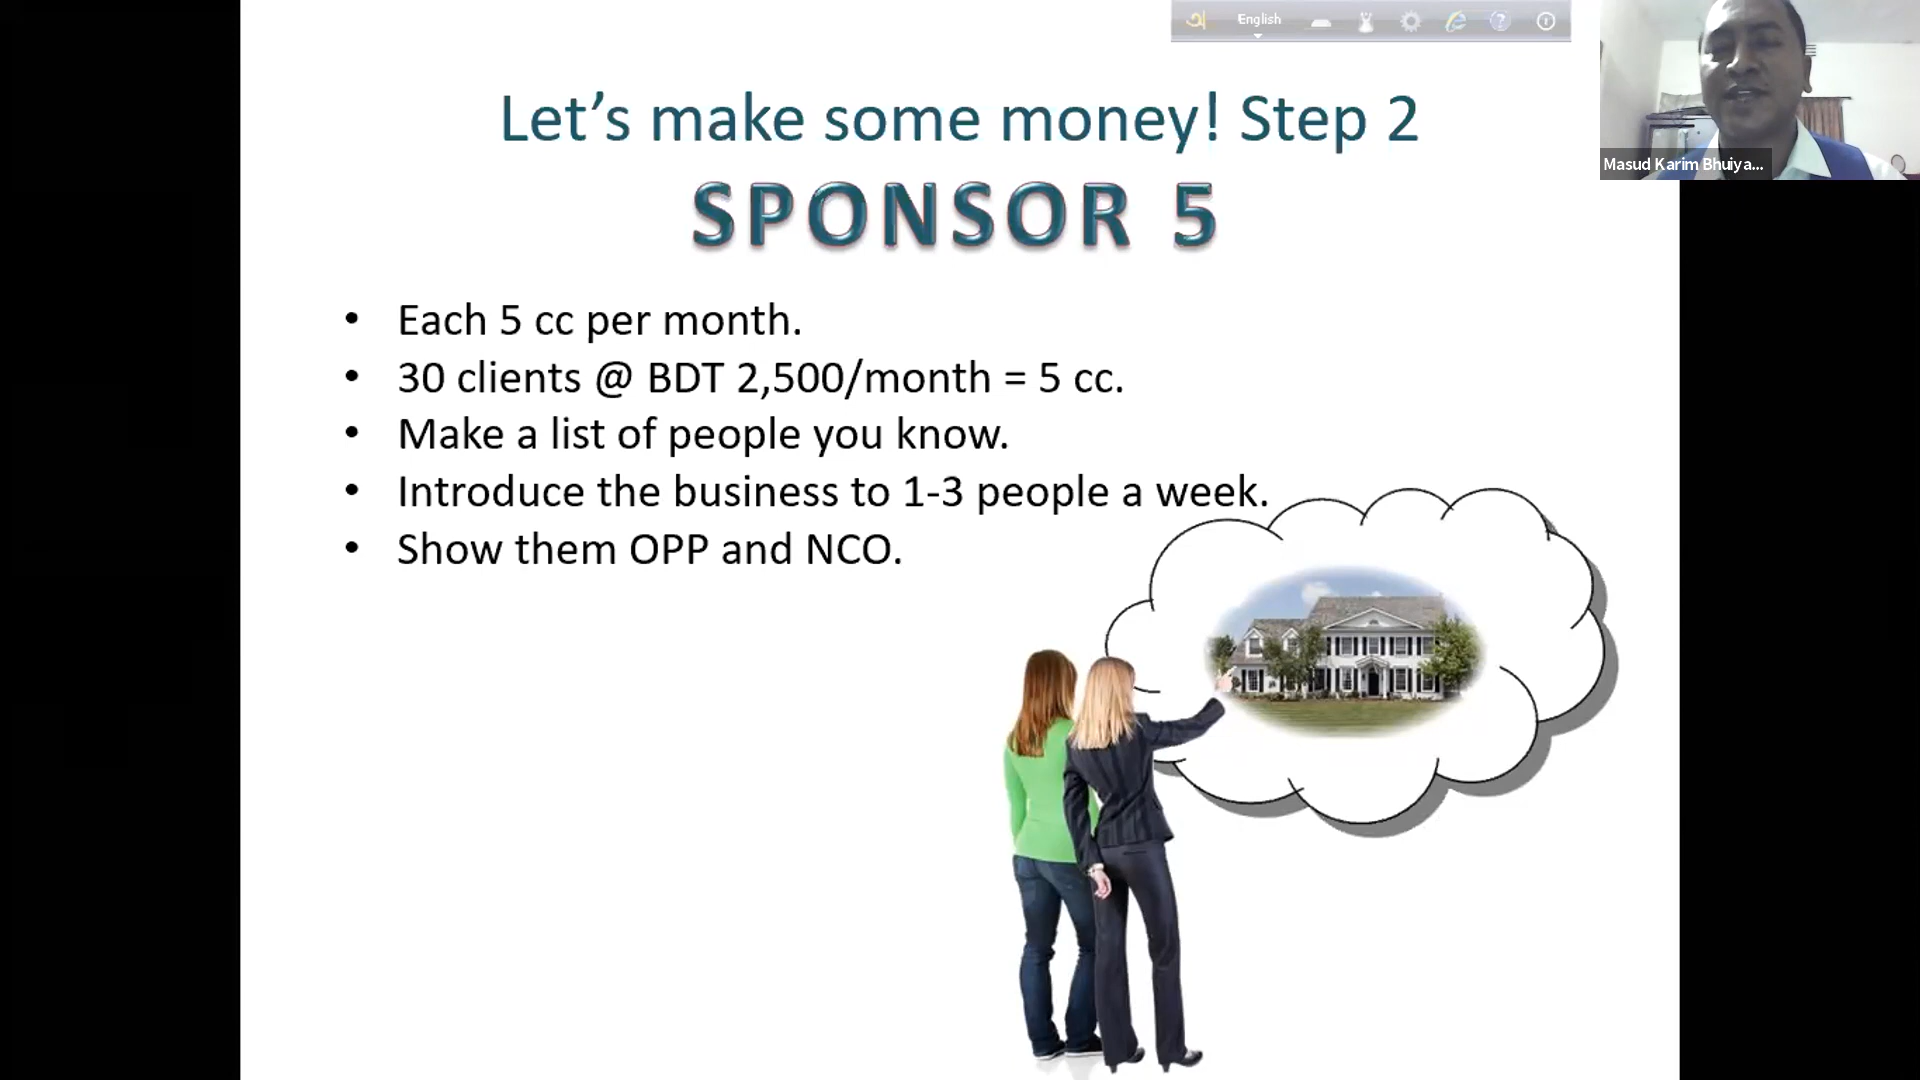 অ English
Let's make some money! Step 2
SPONSOR 5
• Each 5 cc per month.
• 30 clients @ BDT 2,500/month = 5 cc.
• Make a list of people you know.
• Introduce the business to 1-3 people a week.
• Show them OPP and NCO.
Masud Karim Bhuiya...